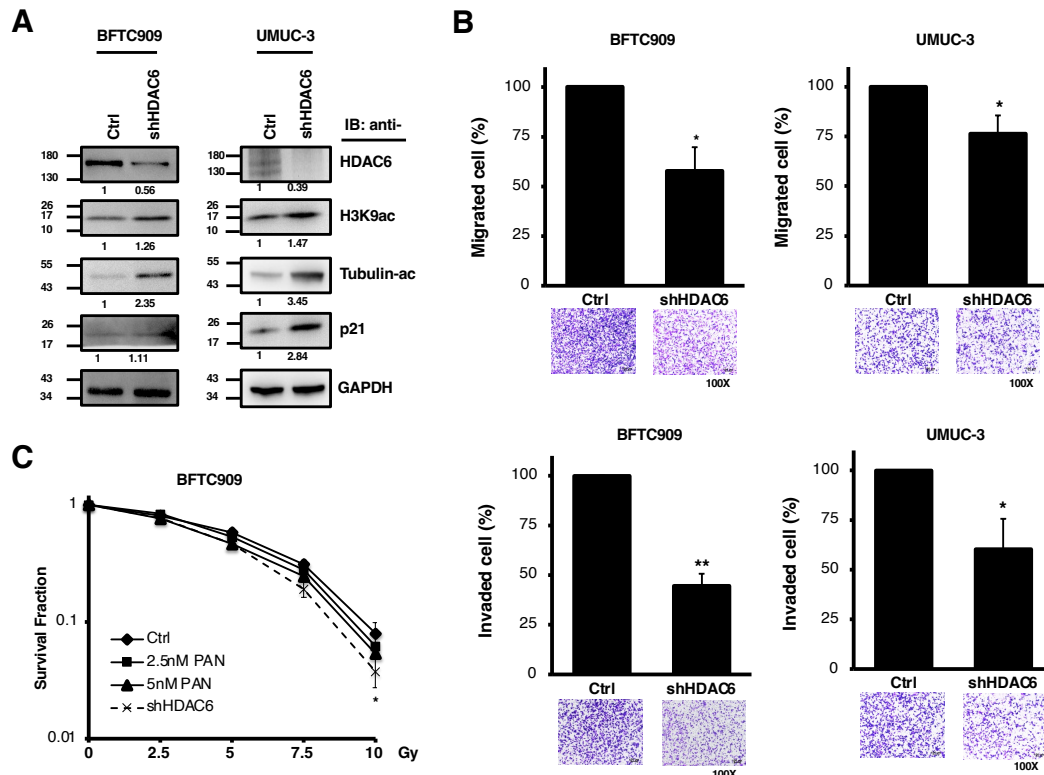 A
BFTC909 UMUC-3
Ctrl shHDAC6 Ctrl shHDAC6
IB: anti-
180 130 180 130 HDAC6
1 0.56 1 0.39
26 17 10 26 17 10 H3K9ac
1 1.26 1 1.47
55 43 55 43 Tubulin-ac
1 2.35 1 3.45
26 17 26 17 p21
1 1.11 1 2.84
43 34 43 34 GAPDH
B
BFTC909
Migrated cell (%)
100
75
50
25
0
*
Ctrl shHDAC6
100X
UMUC-3
Migrated cell (%)
100
75
50
25
0
*
Ctrl shHDAC6
100X
BFTC909
Invaded cell (%)
100
75
50
25
0
**
Ctrl shHDAC6
100X
UMUC-3
Invaded cell (%)
100
75
50
25
0
*
Ctrl shHDAC6
100X
C
BFTC909
Survival Fraction
1
0.1
0.01
Ctrl
2.5nM PAN
5nM PAN
shHDAC6
*
0 2.5 5 7.5 Gy 10